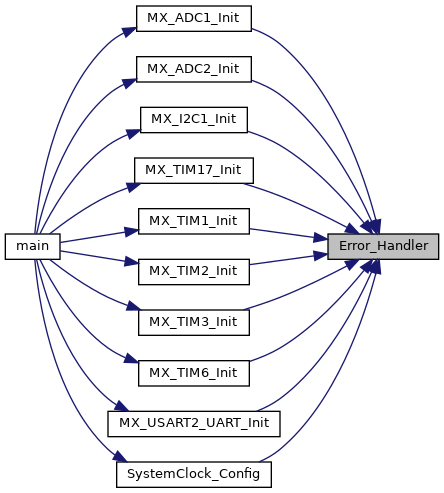 MX_ADC1_Init
MX_ADC2_Init
MX_I2C1_Init
MX_TIM17_Init
MX_TIM1_Init
main
Error_Handler
MX_TIM2_Init
MX_TIM3_Init
MX_TIM6_Init
MX_USART2_UART_Init
SystemClock_Config